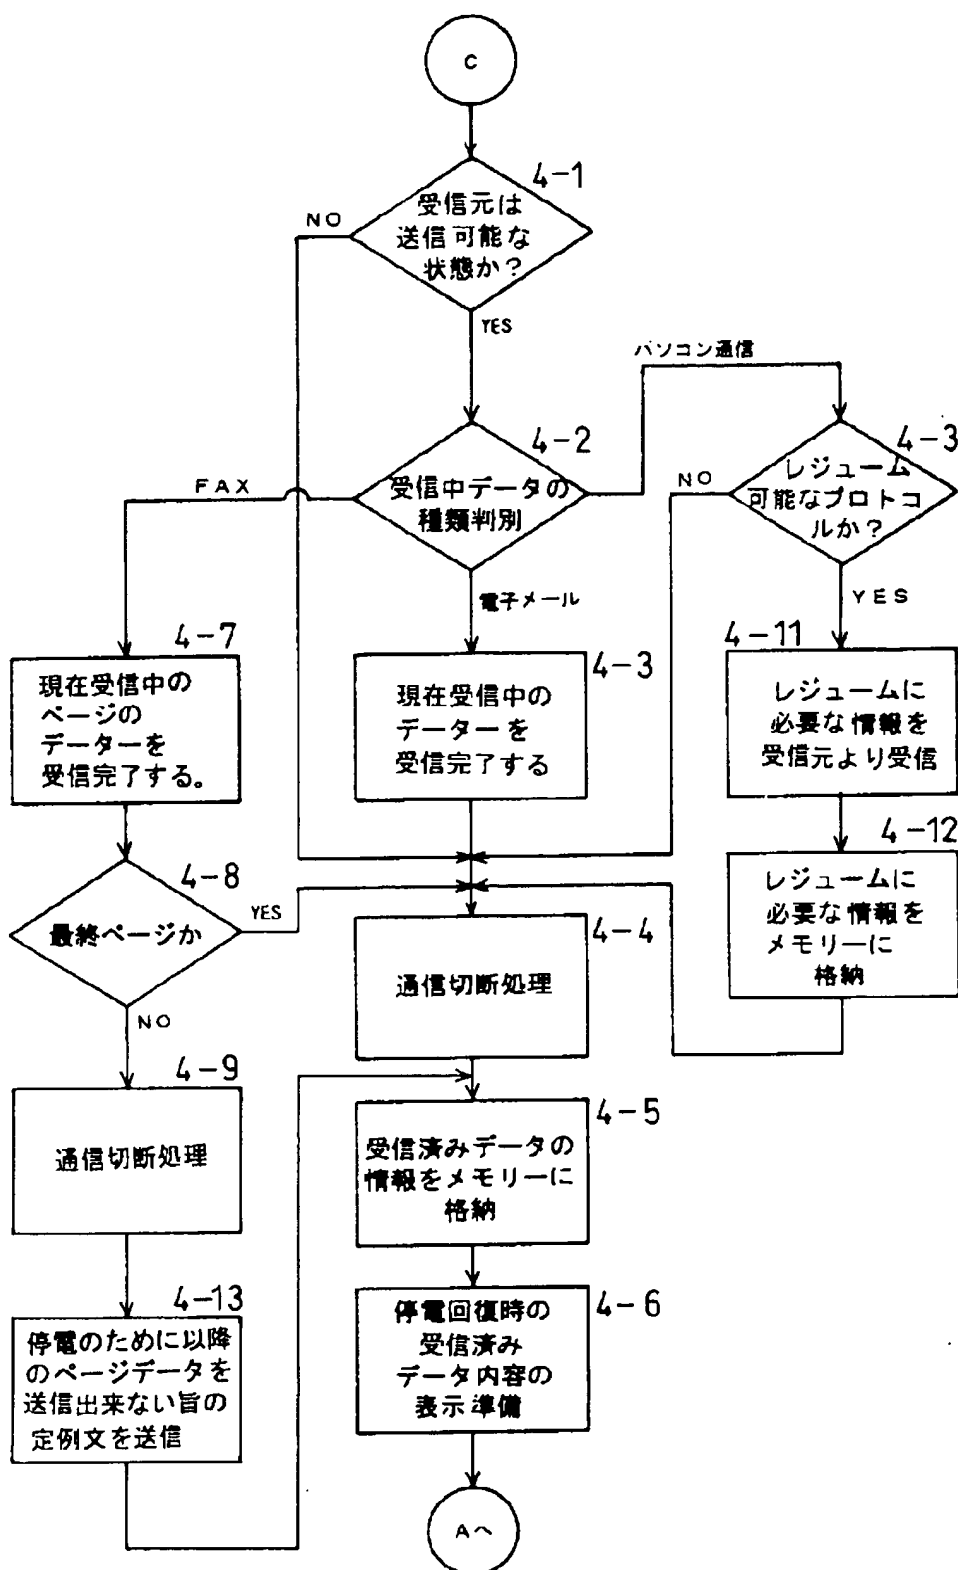 C
4-1
受信元は
送信可能な
状態か?
NO
YES
パソコン通信
4-2
受信中データの
種類判別
FAX
電子メール
4-3
レジューム
可能なプロトコ
ルか?
NO
YES
4-7
現在受信中の
ページの
データーを
受信完了する。
4-3
現在受信中の
データーを
受信完了する
4-11
レジュームに
必要な情報を
受信元より受信
4-12
レジュームに
必要な情報を
メモリーに
格納
4-8
最終ページか
YES
NO
4-4
通信切断処理
4-9
通信切断処理
4-5
受信済みデータの
情報をメモリーに
格納
4-13
停電のために以降
のページデータを
送信出来ない旨の
定例文を送信
4-6
停電回復時の
受信済み
データ内容の
表示準備
Aへ